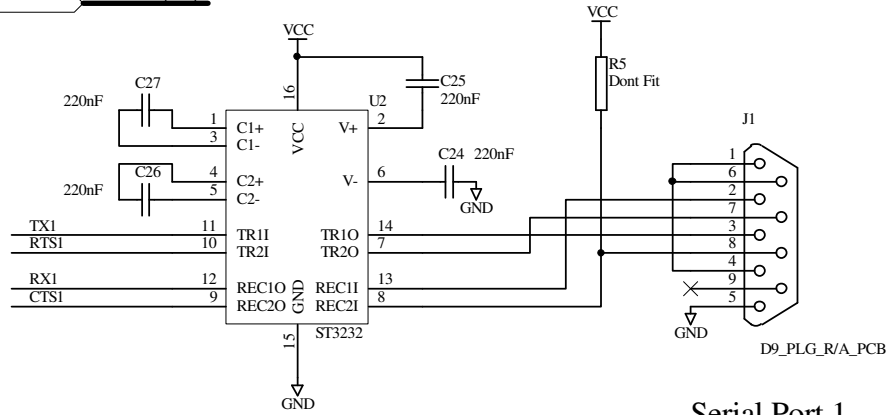 VCC
VCC
R5
Dont Fit
C27
220nF
16
C25
220nF
U2
J1
1
3
C1+
C1-
VCC
V+
2
C26
220nF
4
5
C2+
C2-
V-
6
C24
220nF
GND
TX1
RTS1
11
10
TR1I
TR2I
TR1O
TR2O
14
7
RX1
CTS1
12
9
REC1O
REC2O
GND
REC1I
REC2I
13
8
15
ST3232
GND
1
6
2
7
3
8
4
9
5
GND
D9_PLG_R/A_PCB
Serial Port 1